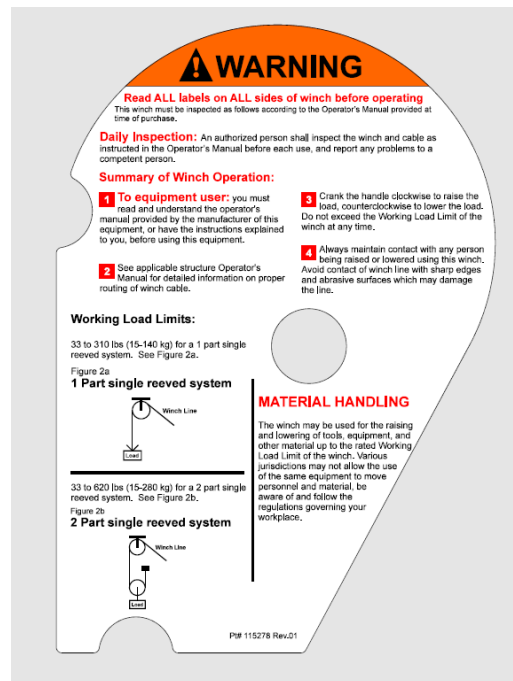 WARNING
Read ALL labels on ALL sides of winch before operating
This winch must be inspected as follows according to the Operator's Manual provided at
time of purchase.
Daily Inspection: An authorized person shall inspect the winch and cable as
instructed in the Operator's Manual before each use, and report any problems to a
competent person.
Summary of Winch Operation:
1 To equipment user: you must
read and understand the operator's
manual provided by the manufacturer of this
equipment, or have the instructions explained
to you, before using this equipment.
2 See applicable structure Operator's
Manual for detailed information on proper
routing of winch cable.
3 Crank the handle clockwise to raise the
load, counterclockwise to lower the load.
Do not exceed the Working Load Limit of the
winch at any time.
4 Always maintain contact with any person
being raised or lowered using this winch.
Avoid contact of winch line with sharp edges
and abrasive surfaces which may damage
the line.
Working Load Limits:
33 to 310 lbs (15-140 kg) for a 1 part single
reeved system. See Figure 2a.
Figure 2a
1 Part single reeved system
Winch Line
Load
33 to 620 lbs (15-280 kg) for a 2 part single
reeved system. See Figure 2b.
Figure 2b
2 Part single reeved system
Winch Line
Load
MATERIAL HANDLING
The winch may be used for the raising
and lowering of tools, equipment, and
other material up to the rated Working
Load Limit of the winch. Various
jurisdictions may not allow the use
of the same equipment to move
personnel and material, be
aware of and follow the
regulations governing your
workplace.
Pt# 115278 Rev.01